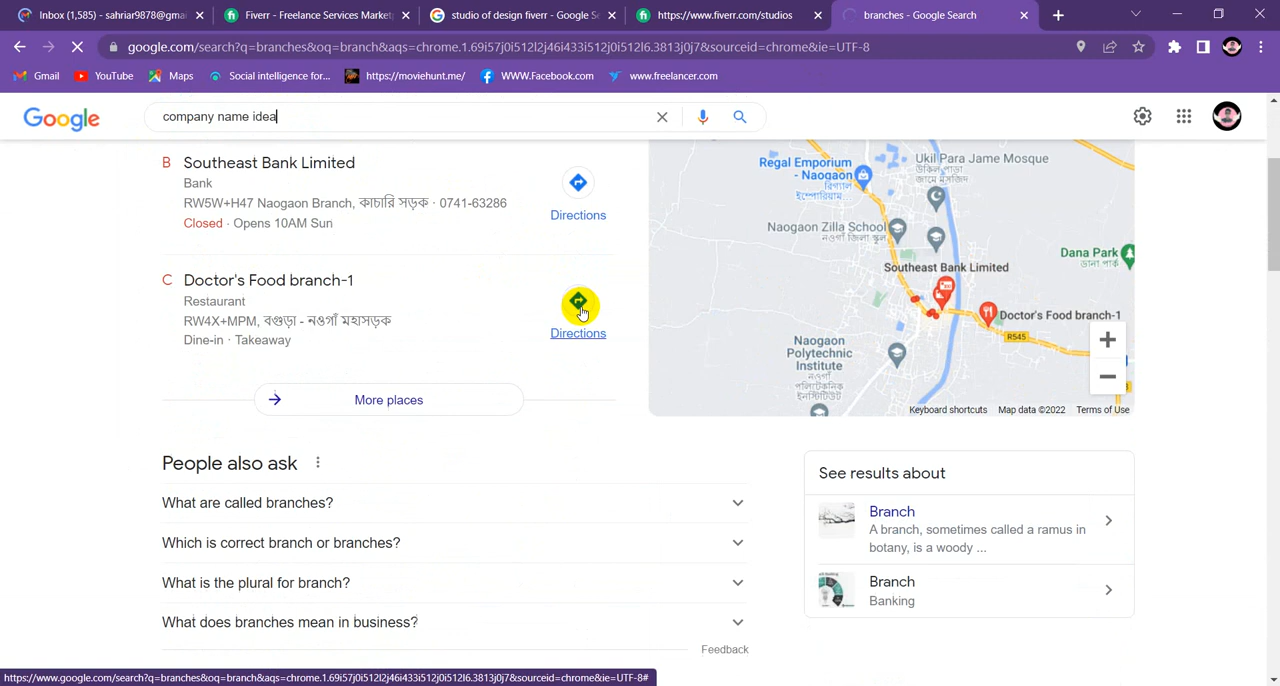 Inbox (1,585) - sahriar9878@gmai
Fiverr - Freelance Services Market
studio of design fiverr - Google Se
https://www.fiverr.com/studios
branches - Google Search
google.com/search?q=branches&oq=branch&aqs=chrome.1.69i57j0i512l2j46i433i512j0i512l6.3813j0j7&sourceid=chrome&ie=UTF-8
Gmail
YouTube
Maps
Social intelligence for...
https://moviehunt.me/
WWW.Facebook.com
www.freelancer.com
Google
company name idea
B Southeast Bank Limited
Bank
RW5W+H47 Naogaon Branch, কাচারি সড়ক · 0741-63286
Closed · Opens 10AM Sun
Directions
C Doctor's Food branch-1
Restaurant
RW4X+MPM, বগুড়া - নওগাঁ মহাসড়ক
Dine-in · Takeaway
Directions
More places
Regal Emporium
- Naogaon
Ukil Para Jame Mosque
Naogaon Zilla School
নওগাঁ জিলা স্কুল
Dana Park
ডানা পার্ক
Southeast Bank Limited
Doctor's Food branch-1
R545
Naogaon
Polytechnic
Institute
Keyboard shortcuts
Map data ©2022
Terms of Use
People also ask
What are called branches?
Which is correct branch or branches?
What is the plural for branch?
What does branches mean in business?
Feedback
See results about
Branch
A branch, sometimes called a ramus in
botany, is a woody ...
Branch
Banking
https://www.google.com/search?q=branches&oq=branch&aqs=chrome.1.69i57j0i512l2j46i433i512j0i512l6.3813j0j7&sourceid=chrome&ie=UTF-8#